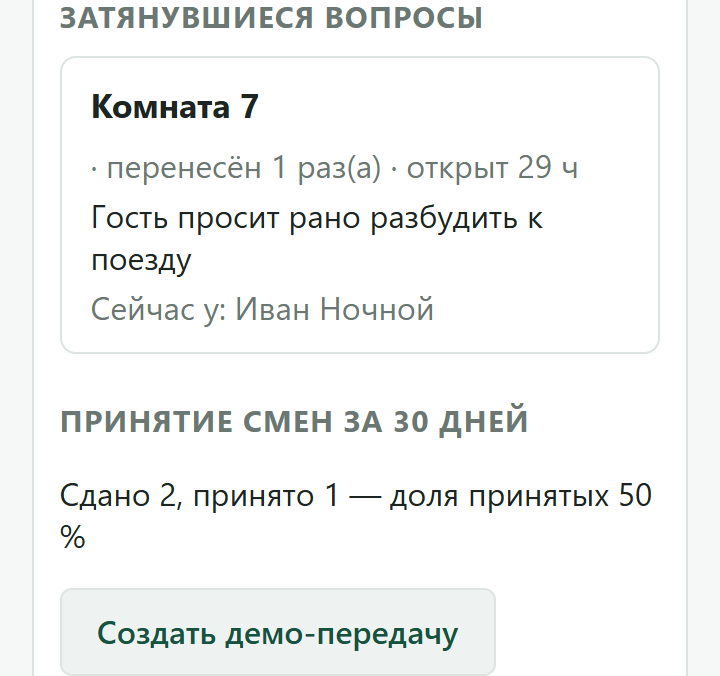 ЗАТЯНУВШИЕСЯ ВОПРОСЫ
Комната 7
· перенесён 1 раз(а) · открыт 29 ч
Гость просит рано разбудить к
поезду
Сейчас у: Иван Ночной
ПРИНЯТИЕ СМЕН ЗА 30 ДНЕЙ
Сдано 2, принято 1 — доля принятых 50
%
Создать демо-передачу